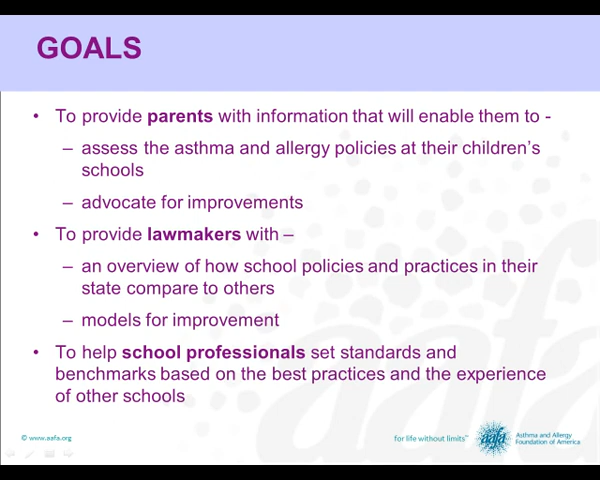 GOALS
• To provide parents with information that will enable them to -
– assess the asthma and allergy policies at their children’s
schools
– advocate for improvements
• To provide lawmakers with –
– an overview of how school policies and practices in their
state compare to others
– models for improvement
• To help school professionals set standards and
benchmarks based on the best practices and the experience
of other schools
© www.aafa.org
for life without limits™
aafa
Asthma and Allergy
Foundation of America
aafa